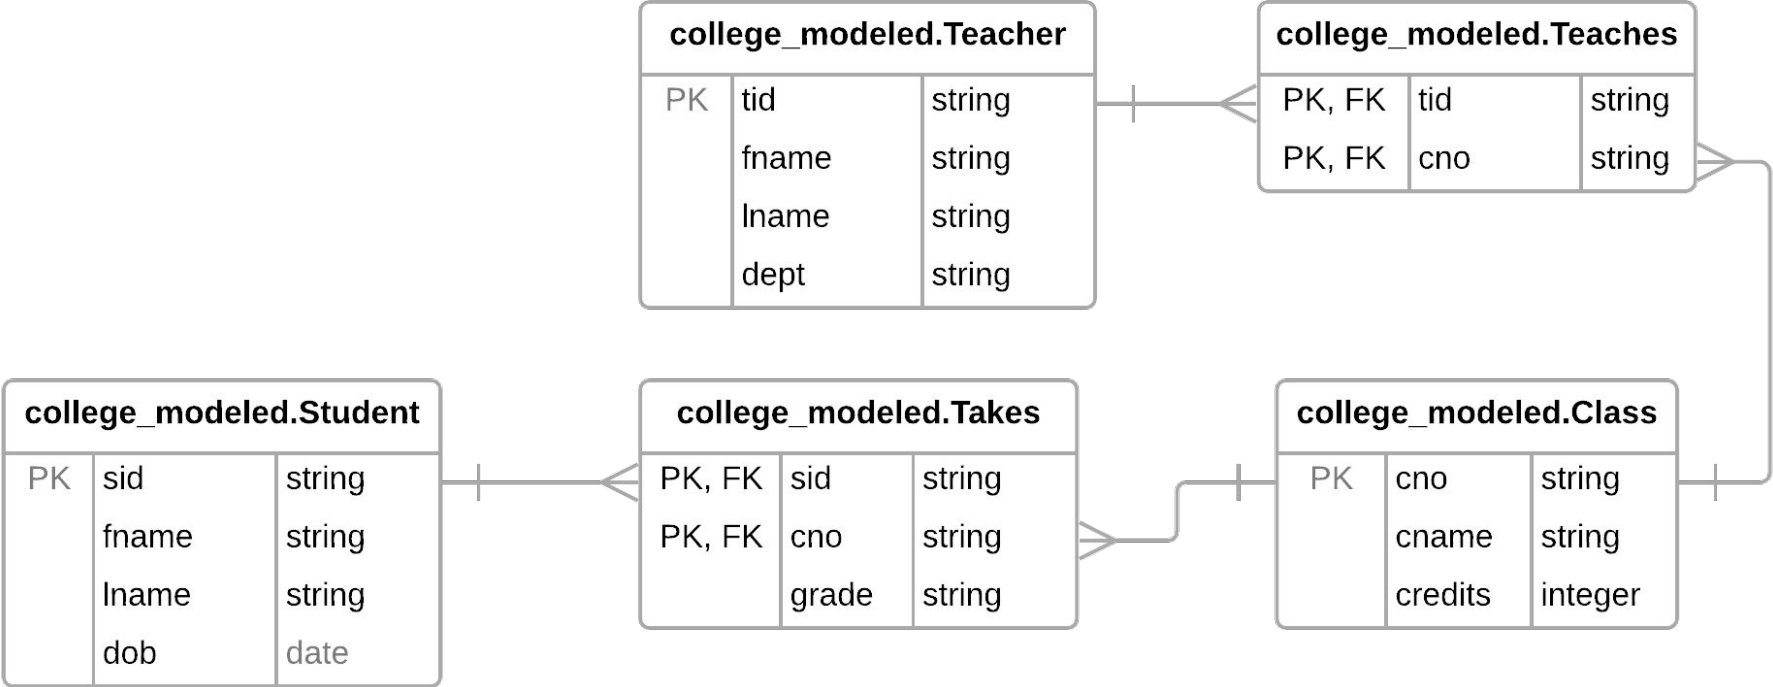 college_modeled.Teacher
PK tid string
fname string
lname string
dept string
college_modeled.Teaches
PK, FK tid string
PK, FK cno string
college_modeled.Student
PK sid string
fname string
lname string
dob date
college_modeled.Takes
PK, FK sid string
PK, FK cno string
grade string
college_modeled.Class
PK cno string
cname string
credits integer